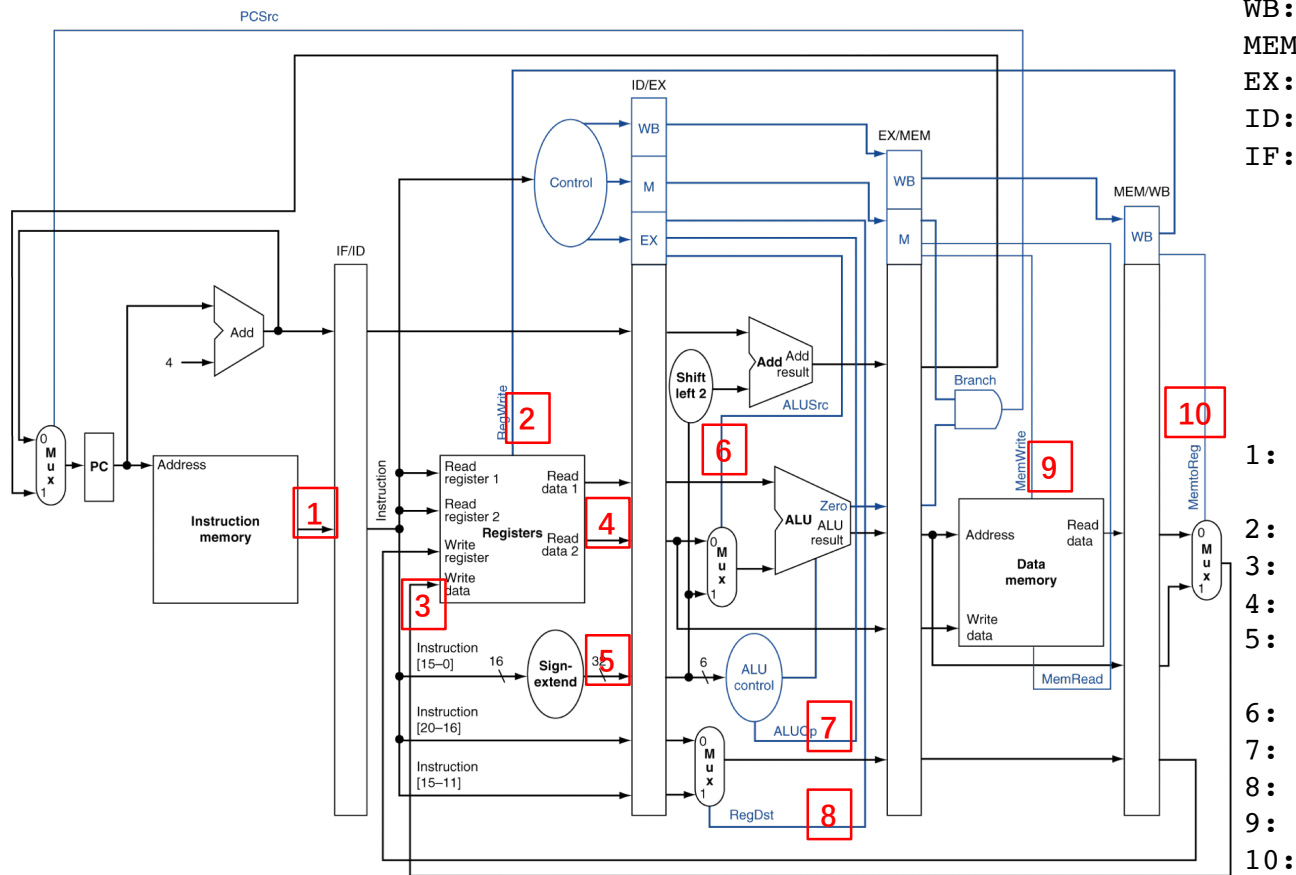 PCSrc
WB:
MEM
EX:
ID:
IF:
ID/EX
WB
M
EX
Control
EX/MEM
WB
M
MEM/WB
WB
IF/ID
Add
4
Add
Add
result
Shift
left 2
Branch
ALUSrc
RegWrite
2
6
10
9
MemWrite
MemtoReg
0
M
u
x
1
PC
Address
Instruction
memory
1
Instruction
Read
register 1
Read
register 2
Write
register
Write
data
Registers
Read
data 1
Read
data 2
4
3
0
M
u
x
1
Zero
ALU
ALU
result
Address
Read
data
Data
memory
Write
data
MemRead
0
M
u
x
1
Instruction
[15–0]
16
Sign-
extend
32
5
6
ALU
control
ALUOp
7
Instruction
[20–16]
Instruction
[15–11]
0
M
u
x
1
RegDst
8
1:
2:
3:
4:
5:
6:
7:
8:
9:
10: